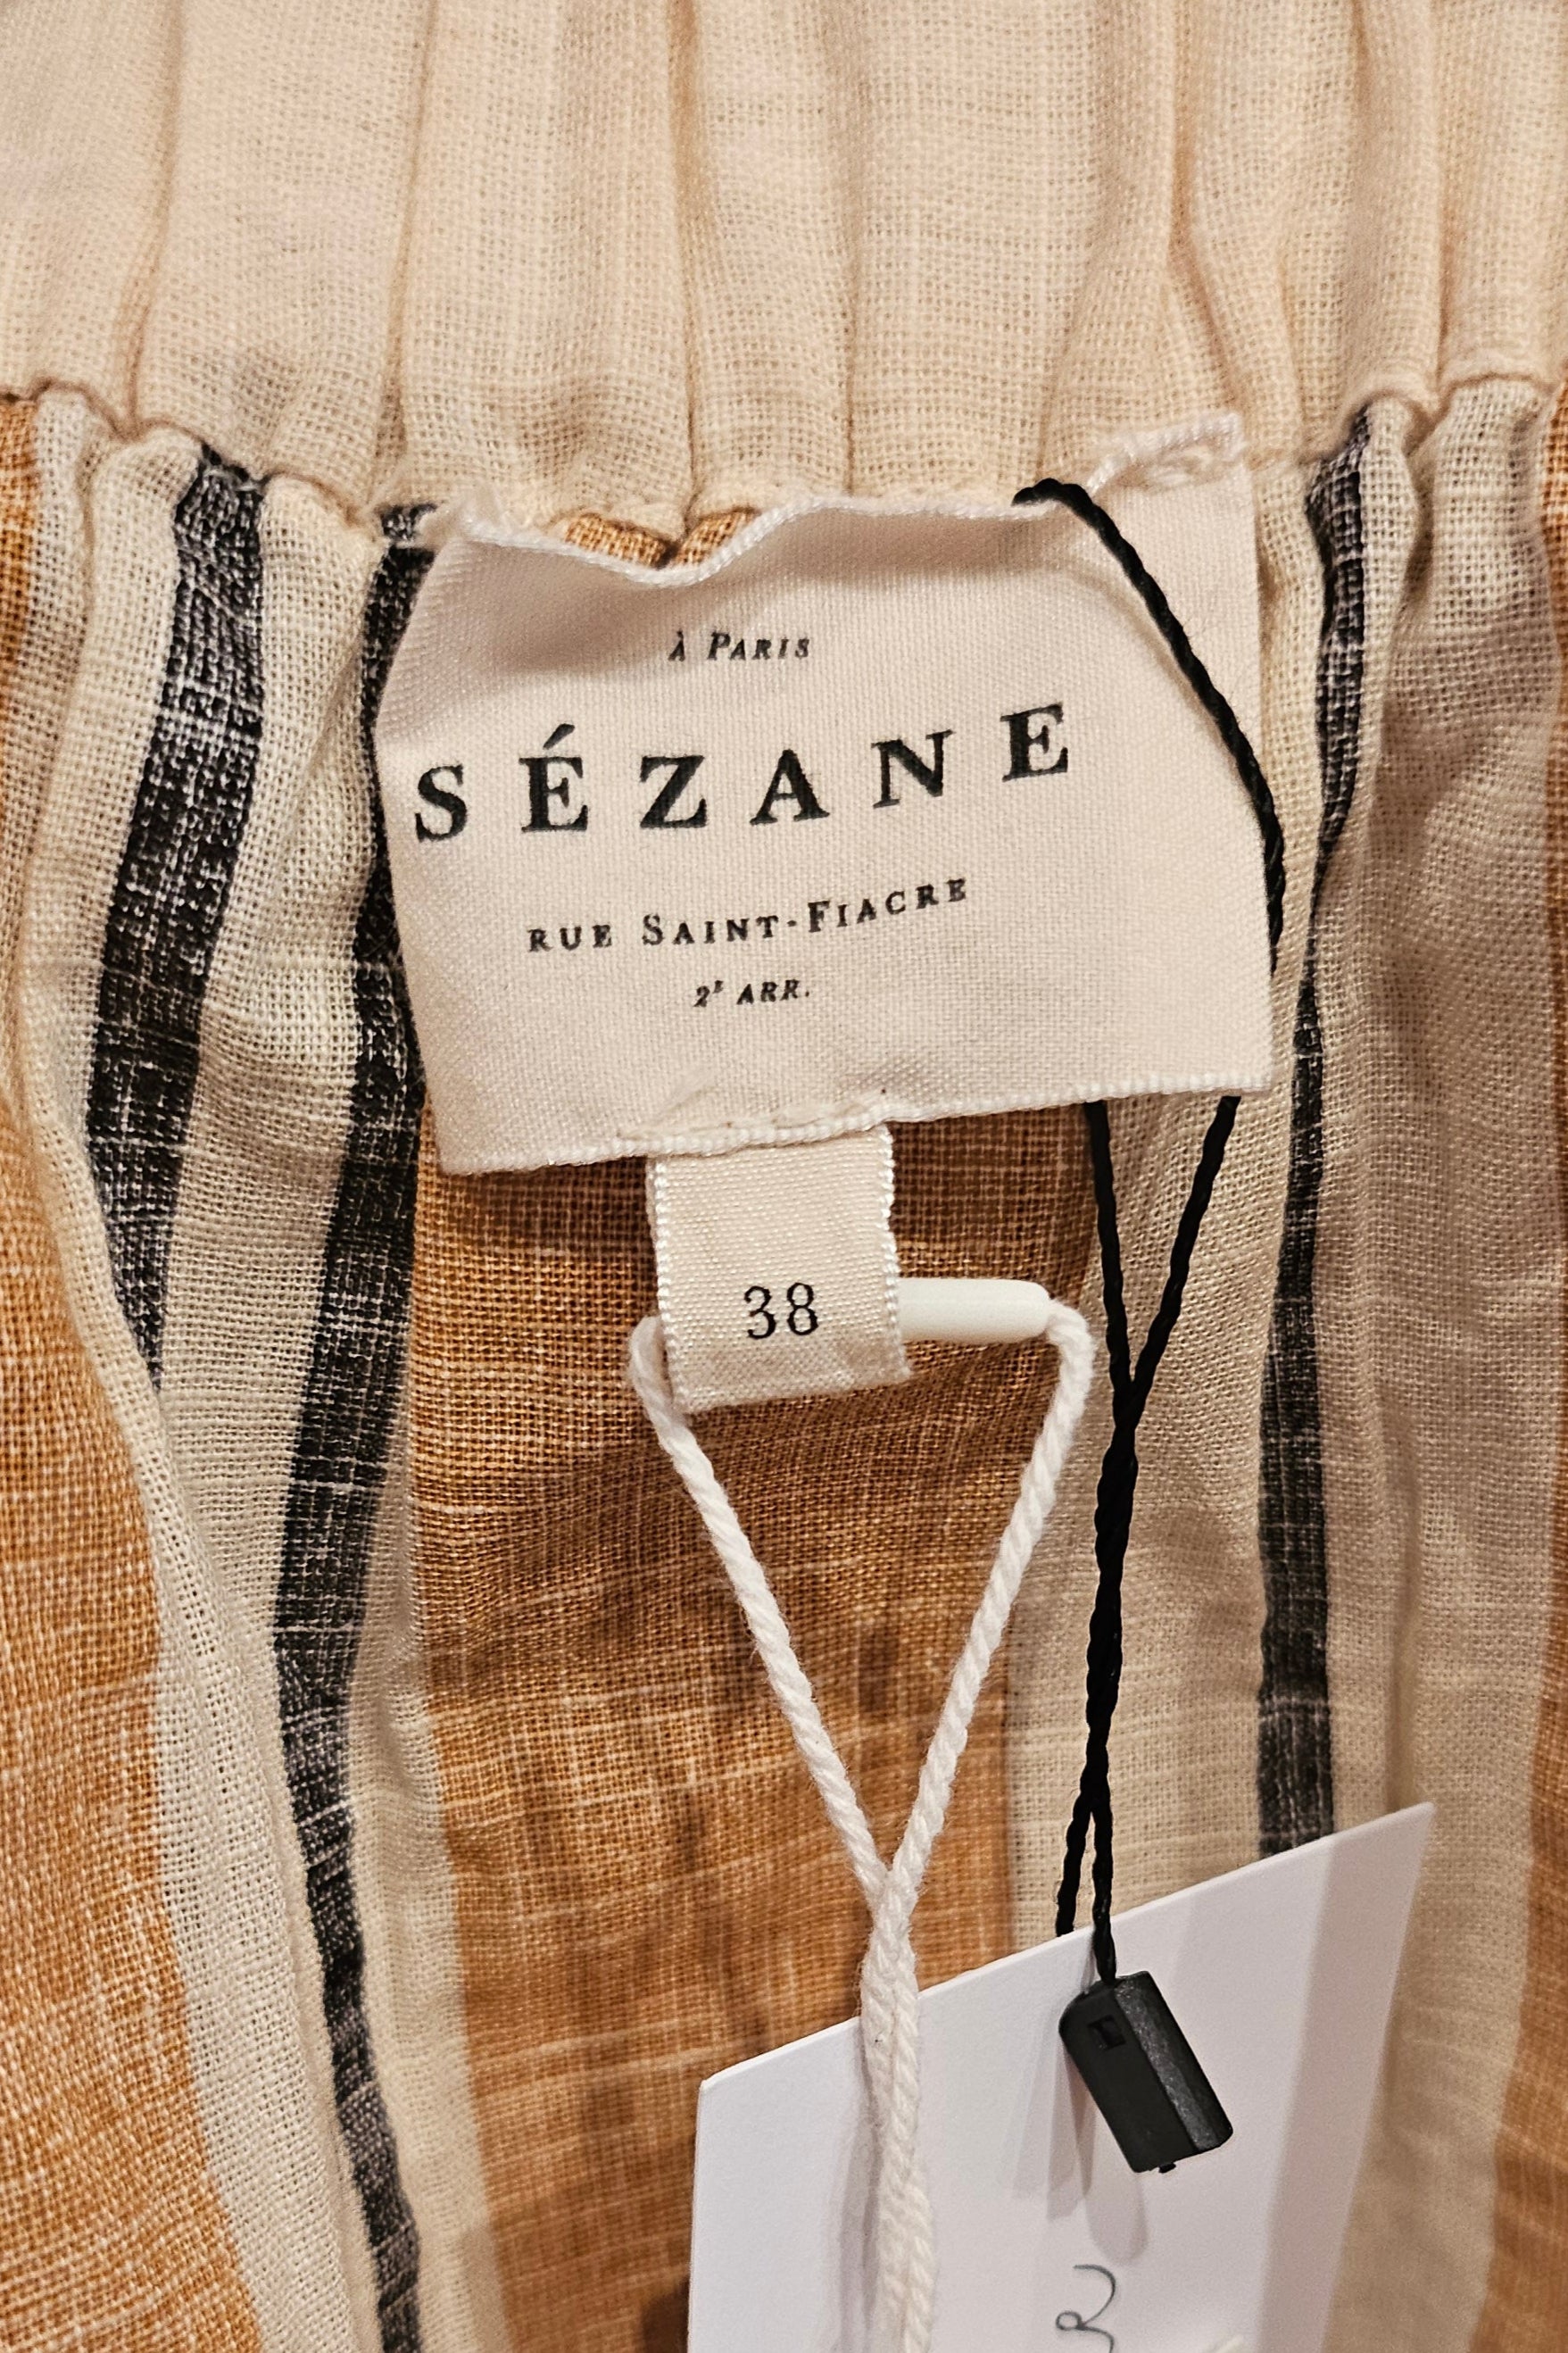 À PARIS
SÉZANE
RUE SAINT-FIACRE
2E ARR.
38